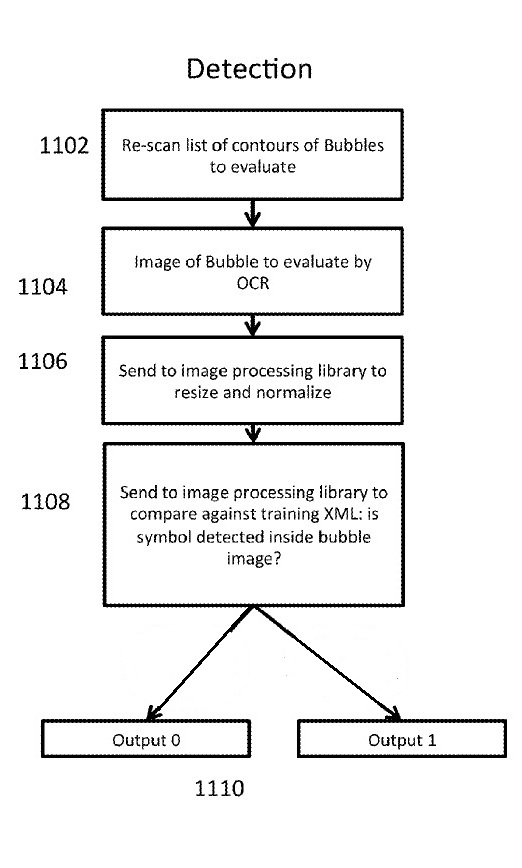 Detection
1102
Re-scan list of contours of Bubbles
to evaluate
1104
Image of Bubble to evaluate by
OCR
1106
Send to image processing library to
resize and normalize
1108
Send to image processing library to
compare against training XML: is
symbol detected inside bubble
image?
Output 0
Output 1
1110